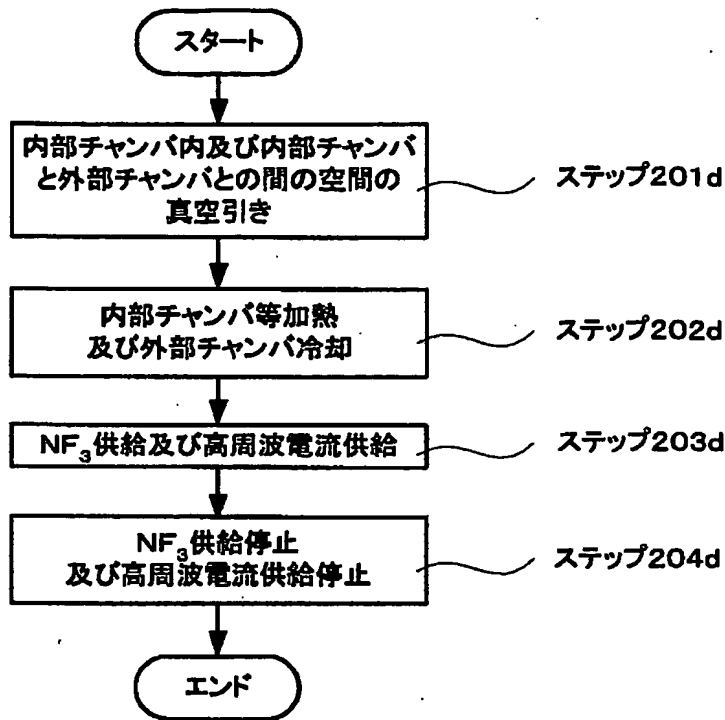 スタート
内部チャンバ内及び内部チャンバ
と外部チャンバとの間の空間の
真空引き
ステップ201d
内部チャンバ等加熱
及び外部チャンバ冷却
ステップ202d
NF₃供給及び高周波電流供給
ステップ203d
NF₃供給停止
及び高周波電流供給停止
ステップ204d
エンド